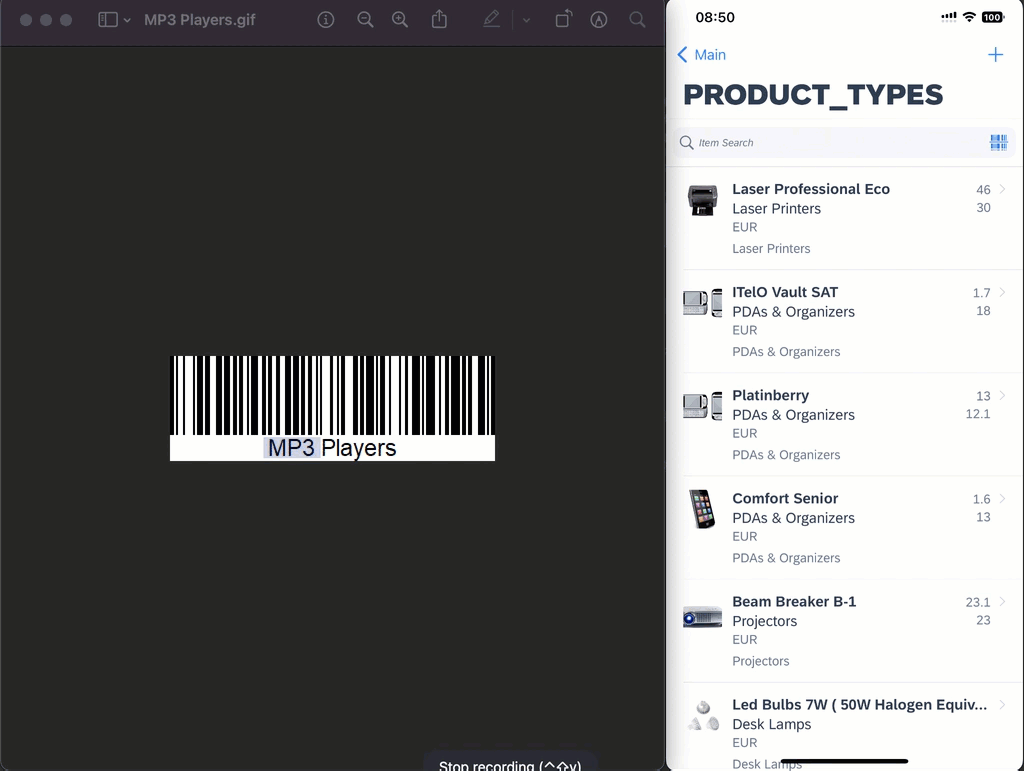 MP3 Players.gif
MP3 Players
Stop recording (^⇧v)
08:50
100
Main
PRODUCT_TYPES
Item Search
Laser Professional Eco 46
Laser Printers 30
EUR
Laser Printers
ITelO Vault SAT 1.7
PDAs & Organizers 18
EUR
PDAs & Organizers
Platinberry 13
PDAs & Organizers 12.1
EUR
PDAs & Organizers
Comfort Senior 1.6
PDAs & Organizers 13
EUR
PDAs & Organizers
Beam Breaker B-1 23.1
Projectors 23
EUR
Projectors
Led Bulbs 7W ( 50W Halogen Equiv...
Desk Lamps
EUR
Desk Lamps